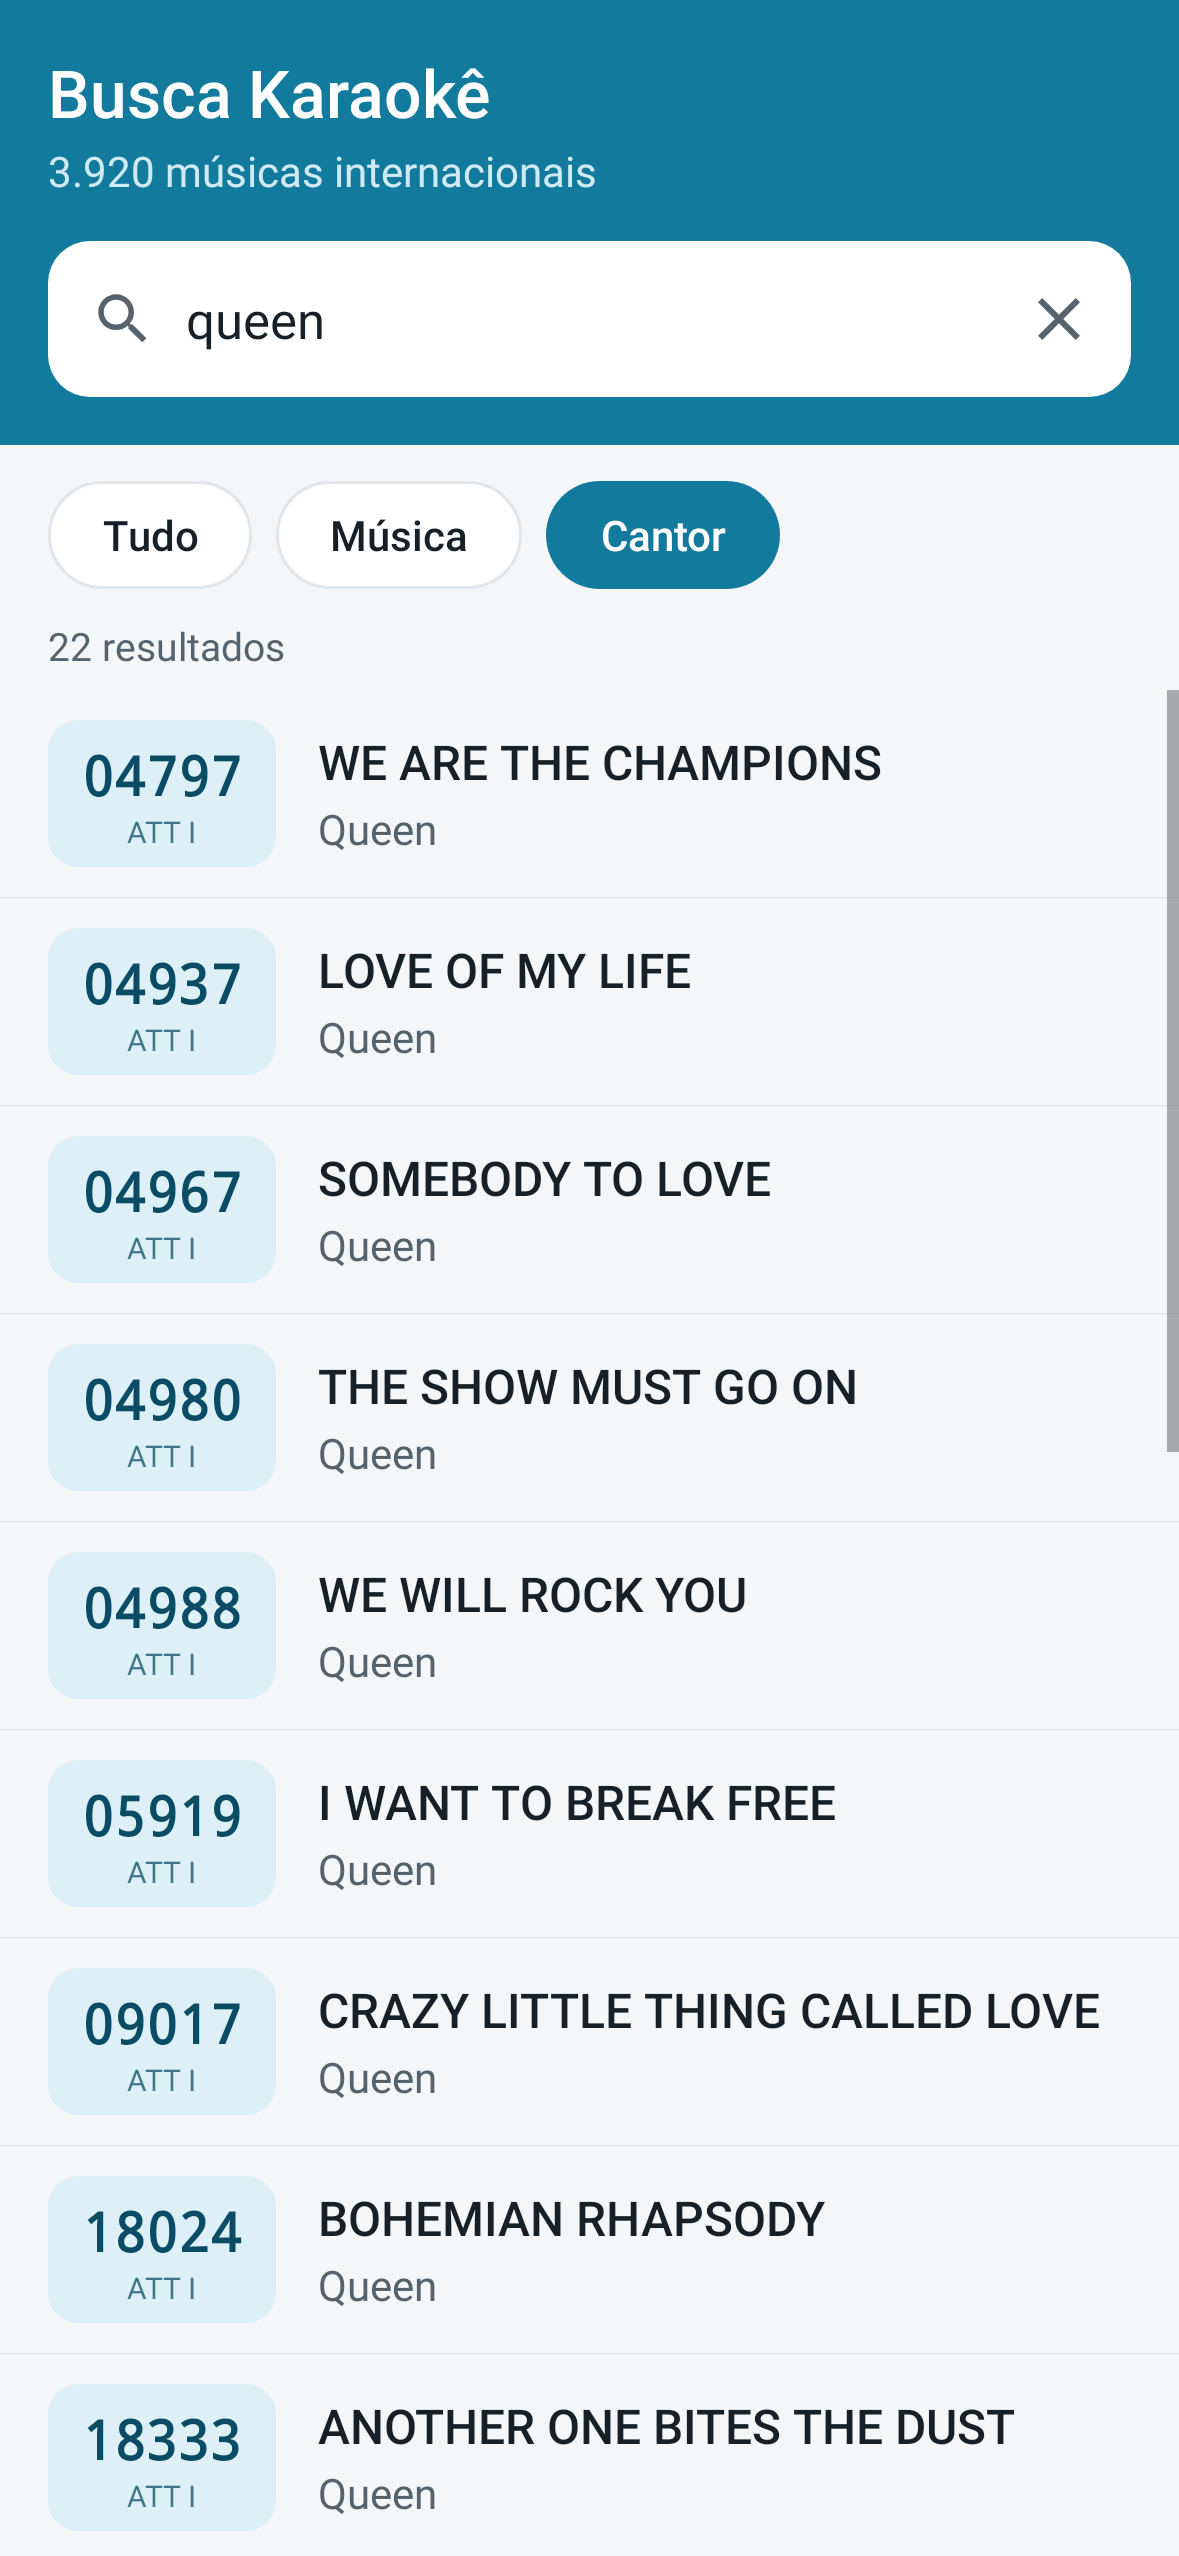 Busca Karaokê
3.920 músicas internacionais
queen
Tudo Música Cantor
22 resultados
04797
ATT I
WE ARE THE CHAMPIONS
Queen
04937
ATT I
LOVE OF MY LIFE
Queen
04967
ATT I
SOMEBODY TO LOVE
Queen
04980
ATT I
THE SHOW MUST GO ON
Queen
04988
ATT I
WE WILL ROCK YOU
Queen
05919
ATT I
I WANT TO BREAK FREE
Queen
09017
ATT I
CRAZY LITTLE THING CALLED LOVE
Queen
18024
ATT I
BOHEMIAN RHAPSODY
Queen
18333
ATT I
ANOTHER ONE BITES THE DUST
Queen